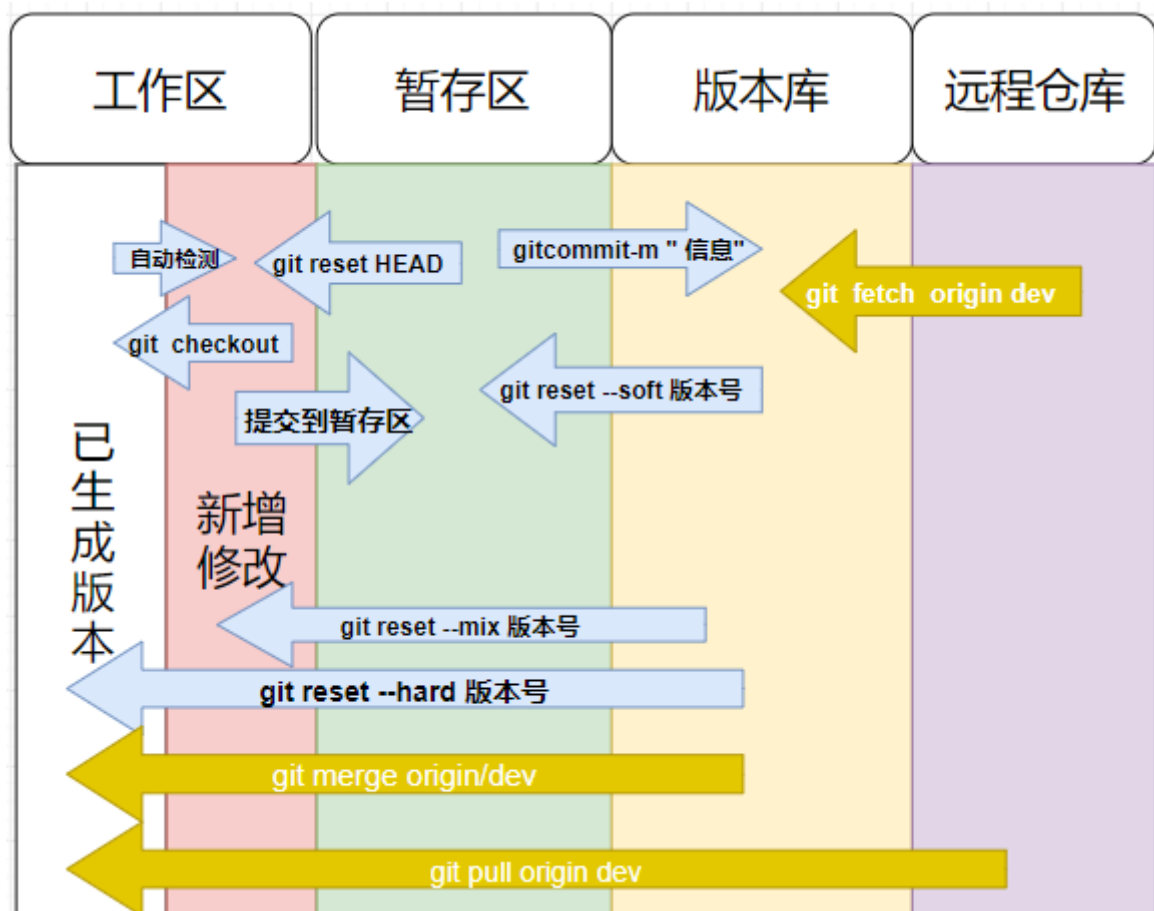 工作区
暂存区
版本库
远程仓库
自动检测
git reset HEAD
gitcommit-m " 信息"
git fetch origin dev
git checkout
git reset --soft 版本号
提交到暂存区
已生成版本
新增
修改
git reset --mix 版本号
git reset --hard 版本号
git merge origin/dev
git pull origin dev